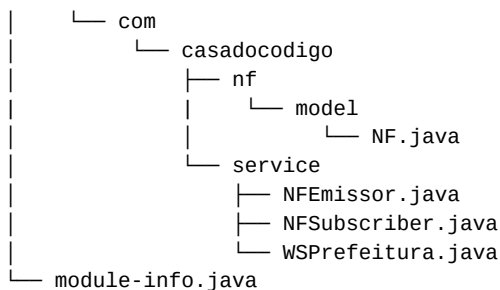 │      └── com
│            └── casadocodigo
│                  ├── nf
│                  │     └── model
│                  │            └── NF.java
│                  └── service
│                        ├── NFEmissor.java
│                        ├── NFSubscriber.java
│                        └── WSPrefeitura.java
└── module-info.java